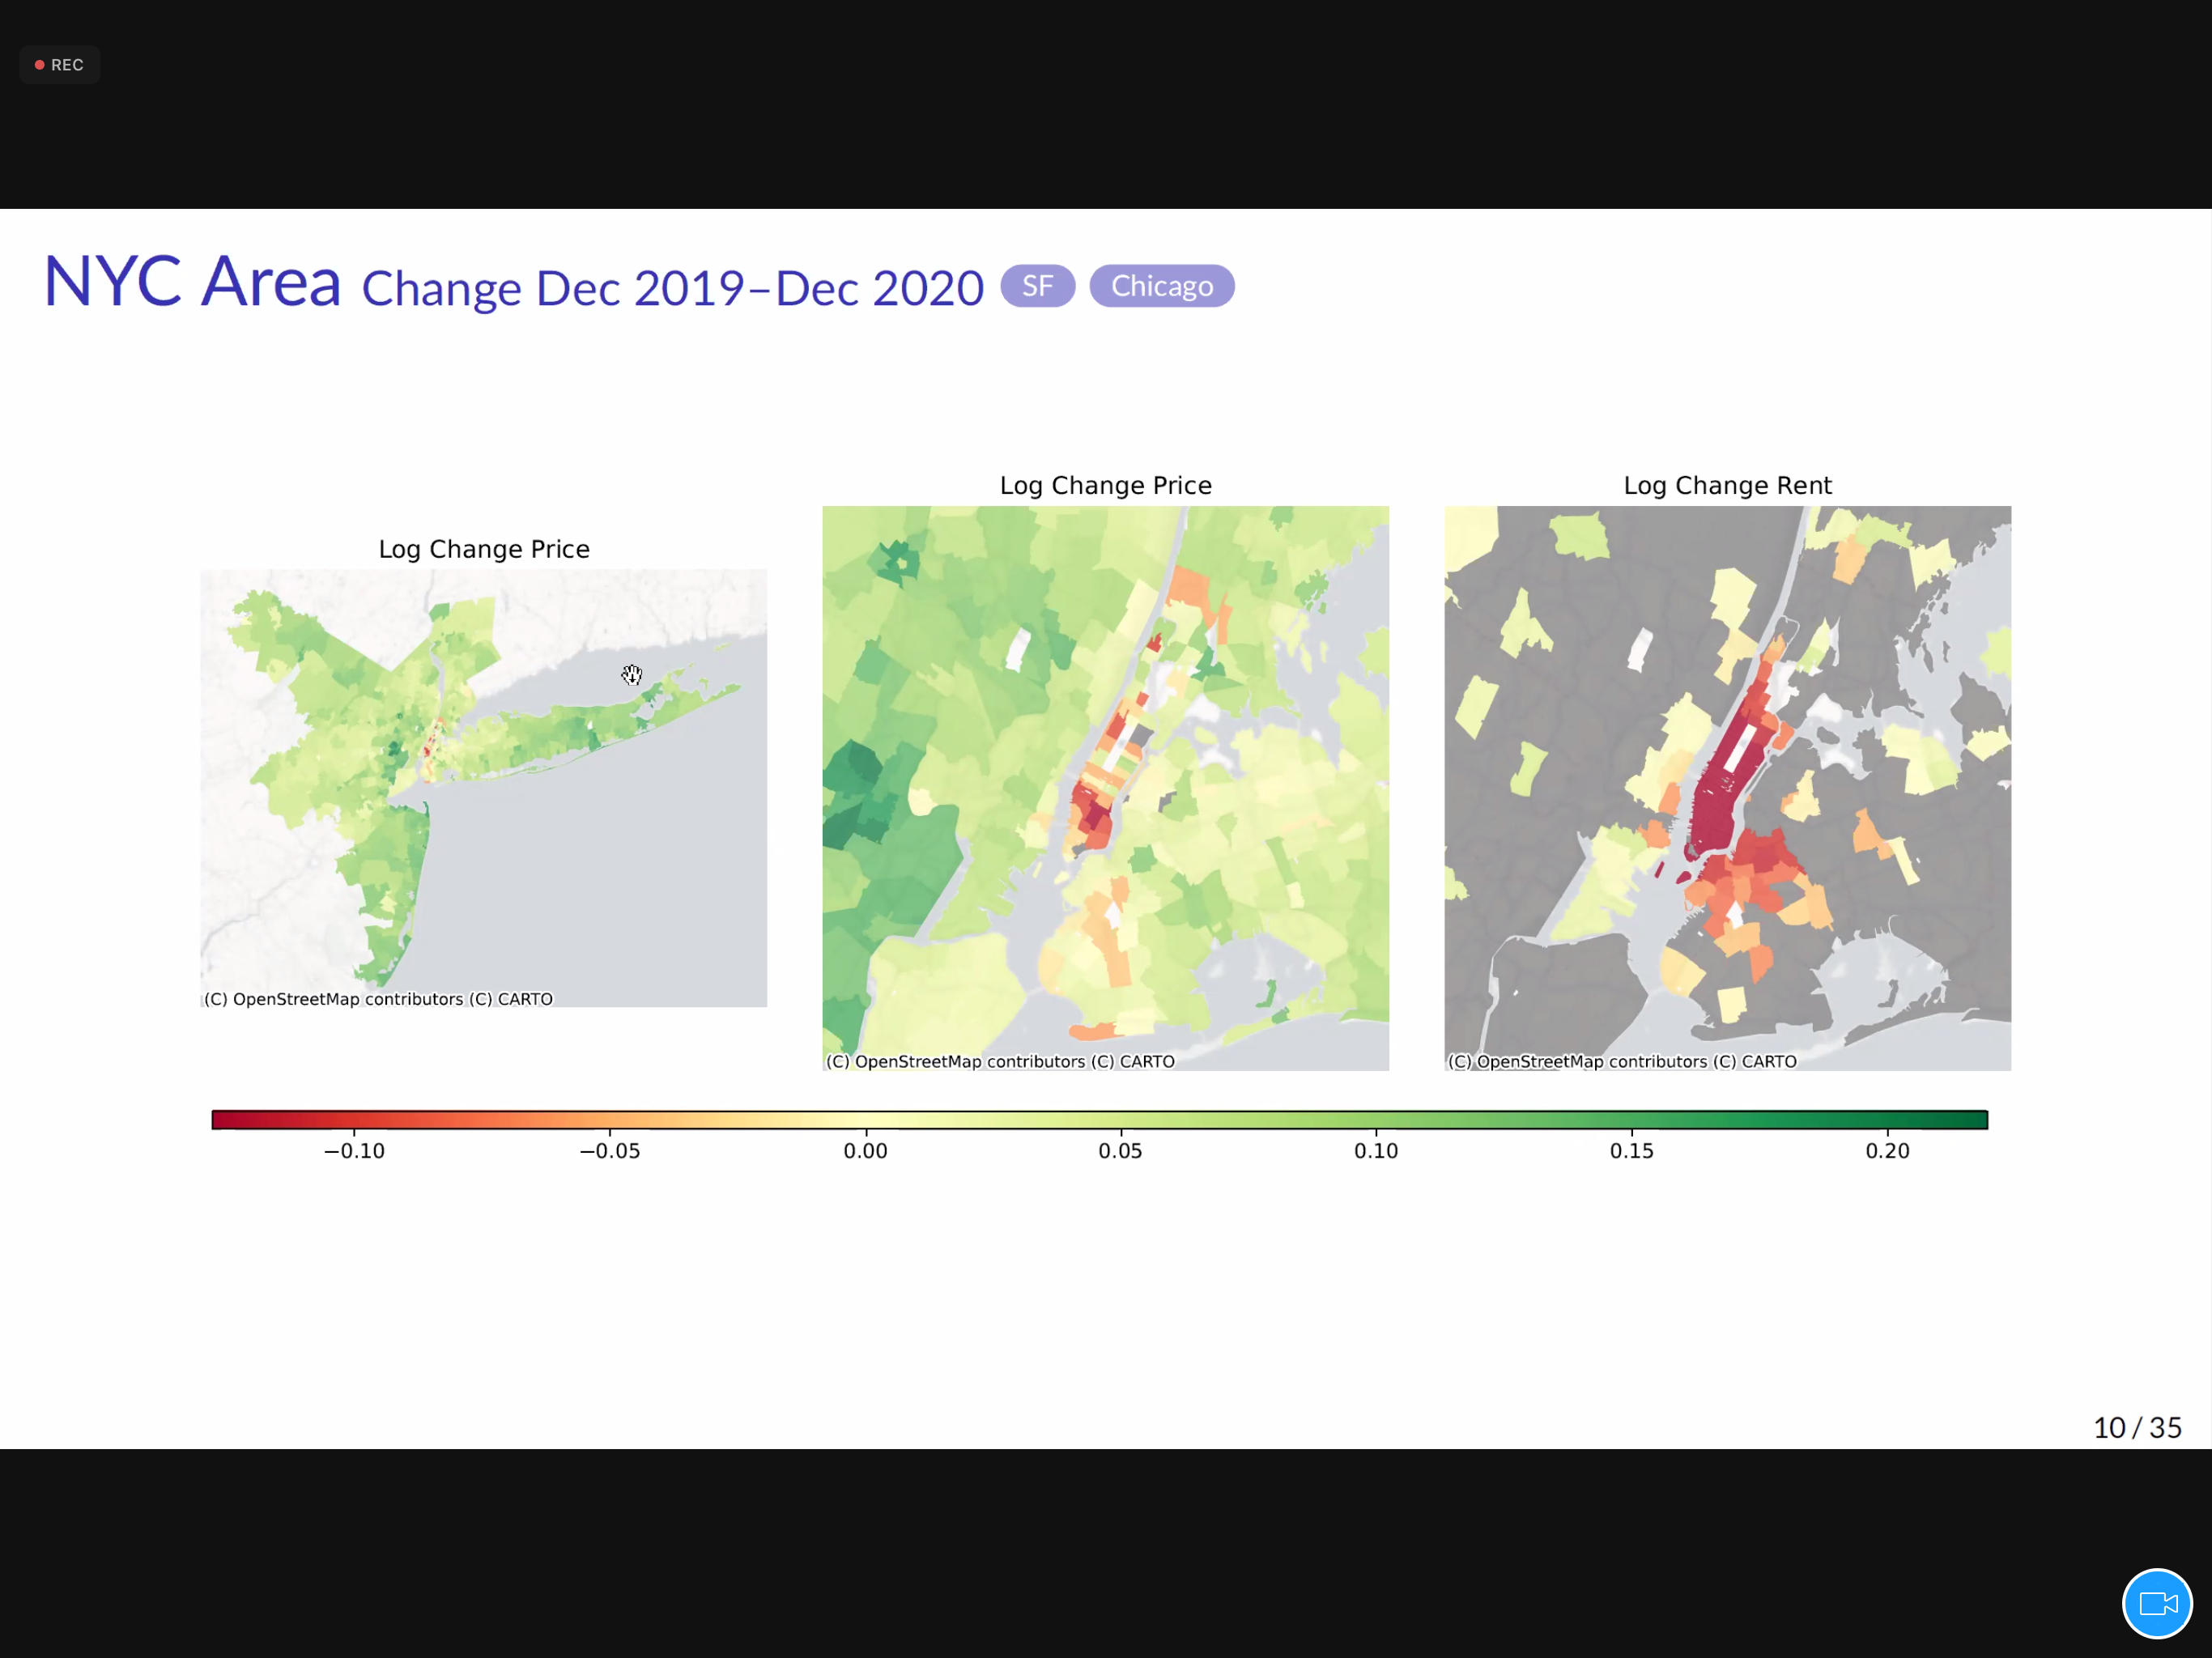 REC
NYC Area Change Dec 2019–Dec 2020 SF Chicago
Log Change Price
(C) OpenStreetMap contributors (C) CARTO
Log Change Price
(C) OpenStreetMap contributors (C) CARTO
Log Change Rent
(C) OpenStreetMap contributors (C) CARTO
−0.10 −0.05 0.00 0.05 0.10 0.15 0.20
10 / 35